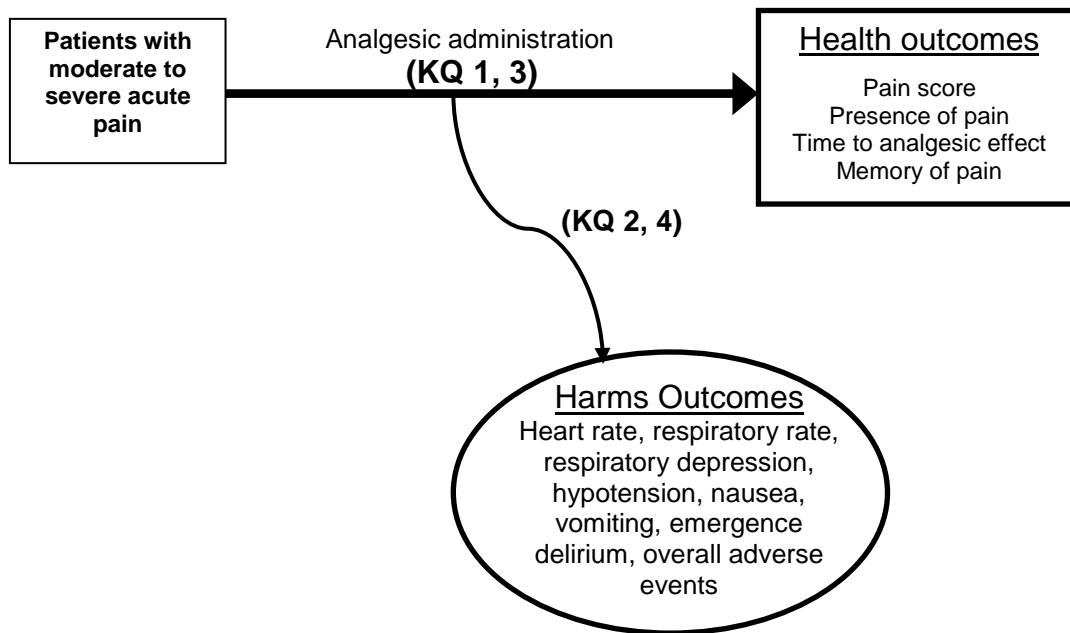 Patients with
moderate to
severe acute
pain
Analgesic administration
(KQ 1, 3)
Health outcomes
Pain score
Presence of pain
Time to analgesic effect
Memory of pain
(KQ 2, 4)
Harms Outcomes
Heart rate, respiratory rate,
respiratory depression,
hypotension, nausea,
vomiting, emergence
delirium, overall adverse
events